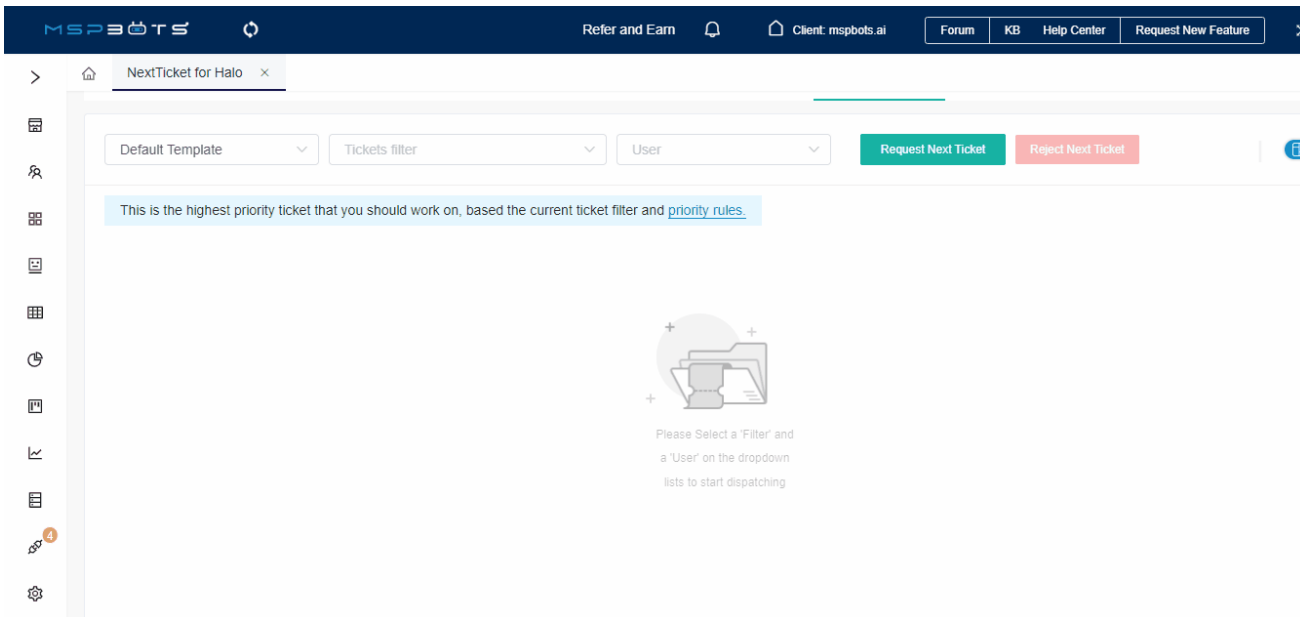 MSPBOTS
Refer and Earn
Client: mspbots.ai
Forum
KB
Help Center
Request New Feature
NextTicket for Halo
Default Template
Tickets filter
User
Request Next Ticket
Reject Next Ticket
This is the highest priority ticket that you should work on, based the current ticket filter and priority rules.
Please Select a 'Filter' and
a 'User' on the dropdown
lists to start dispatching
4